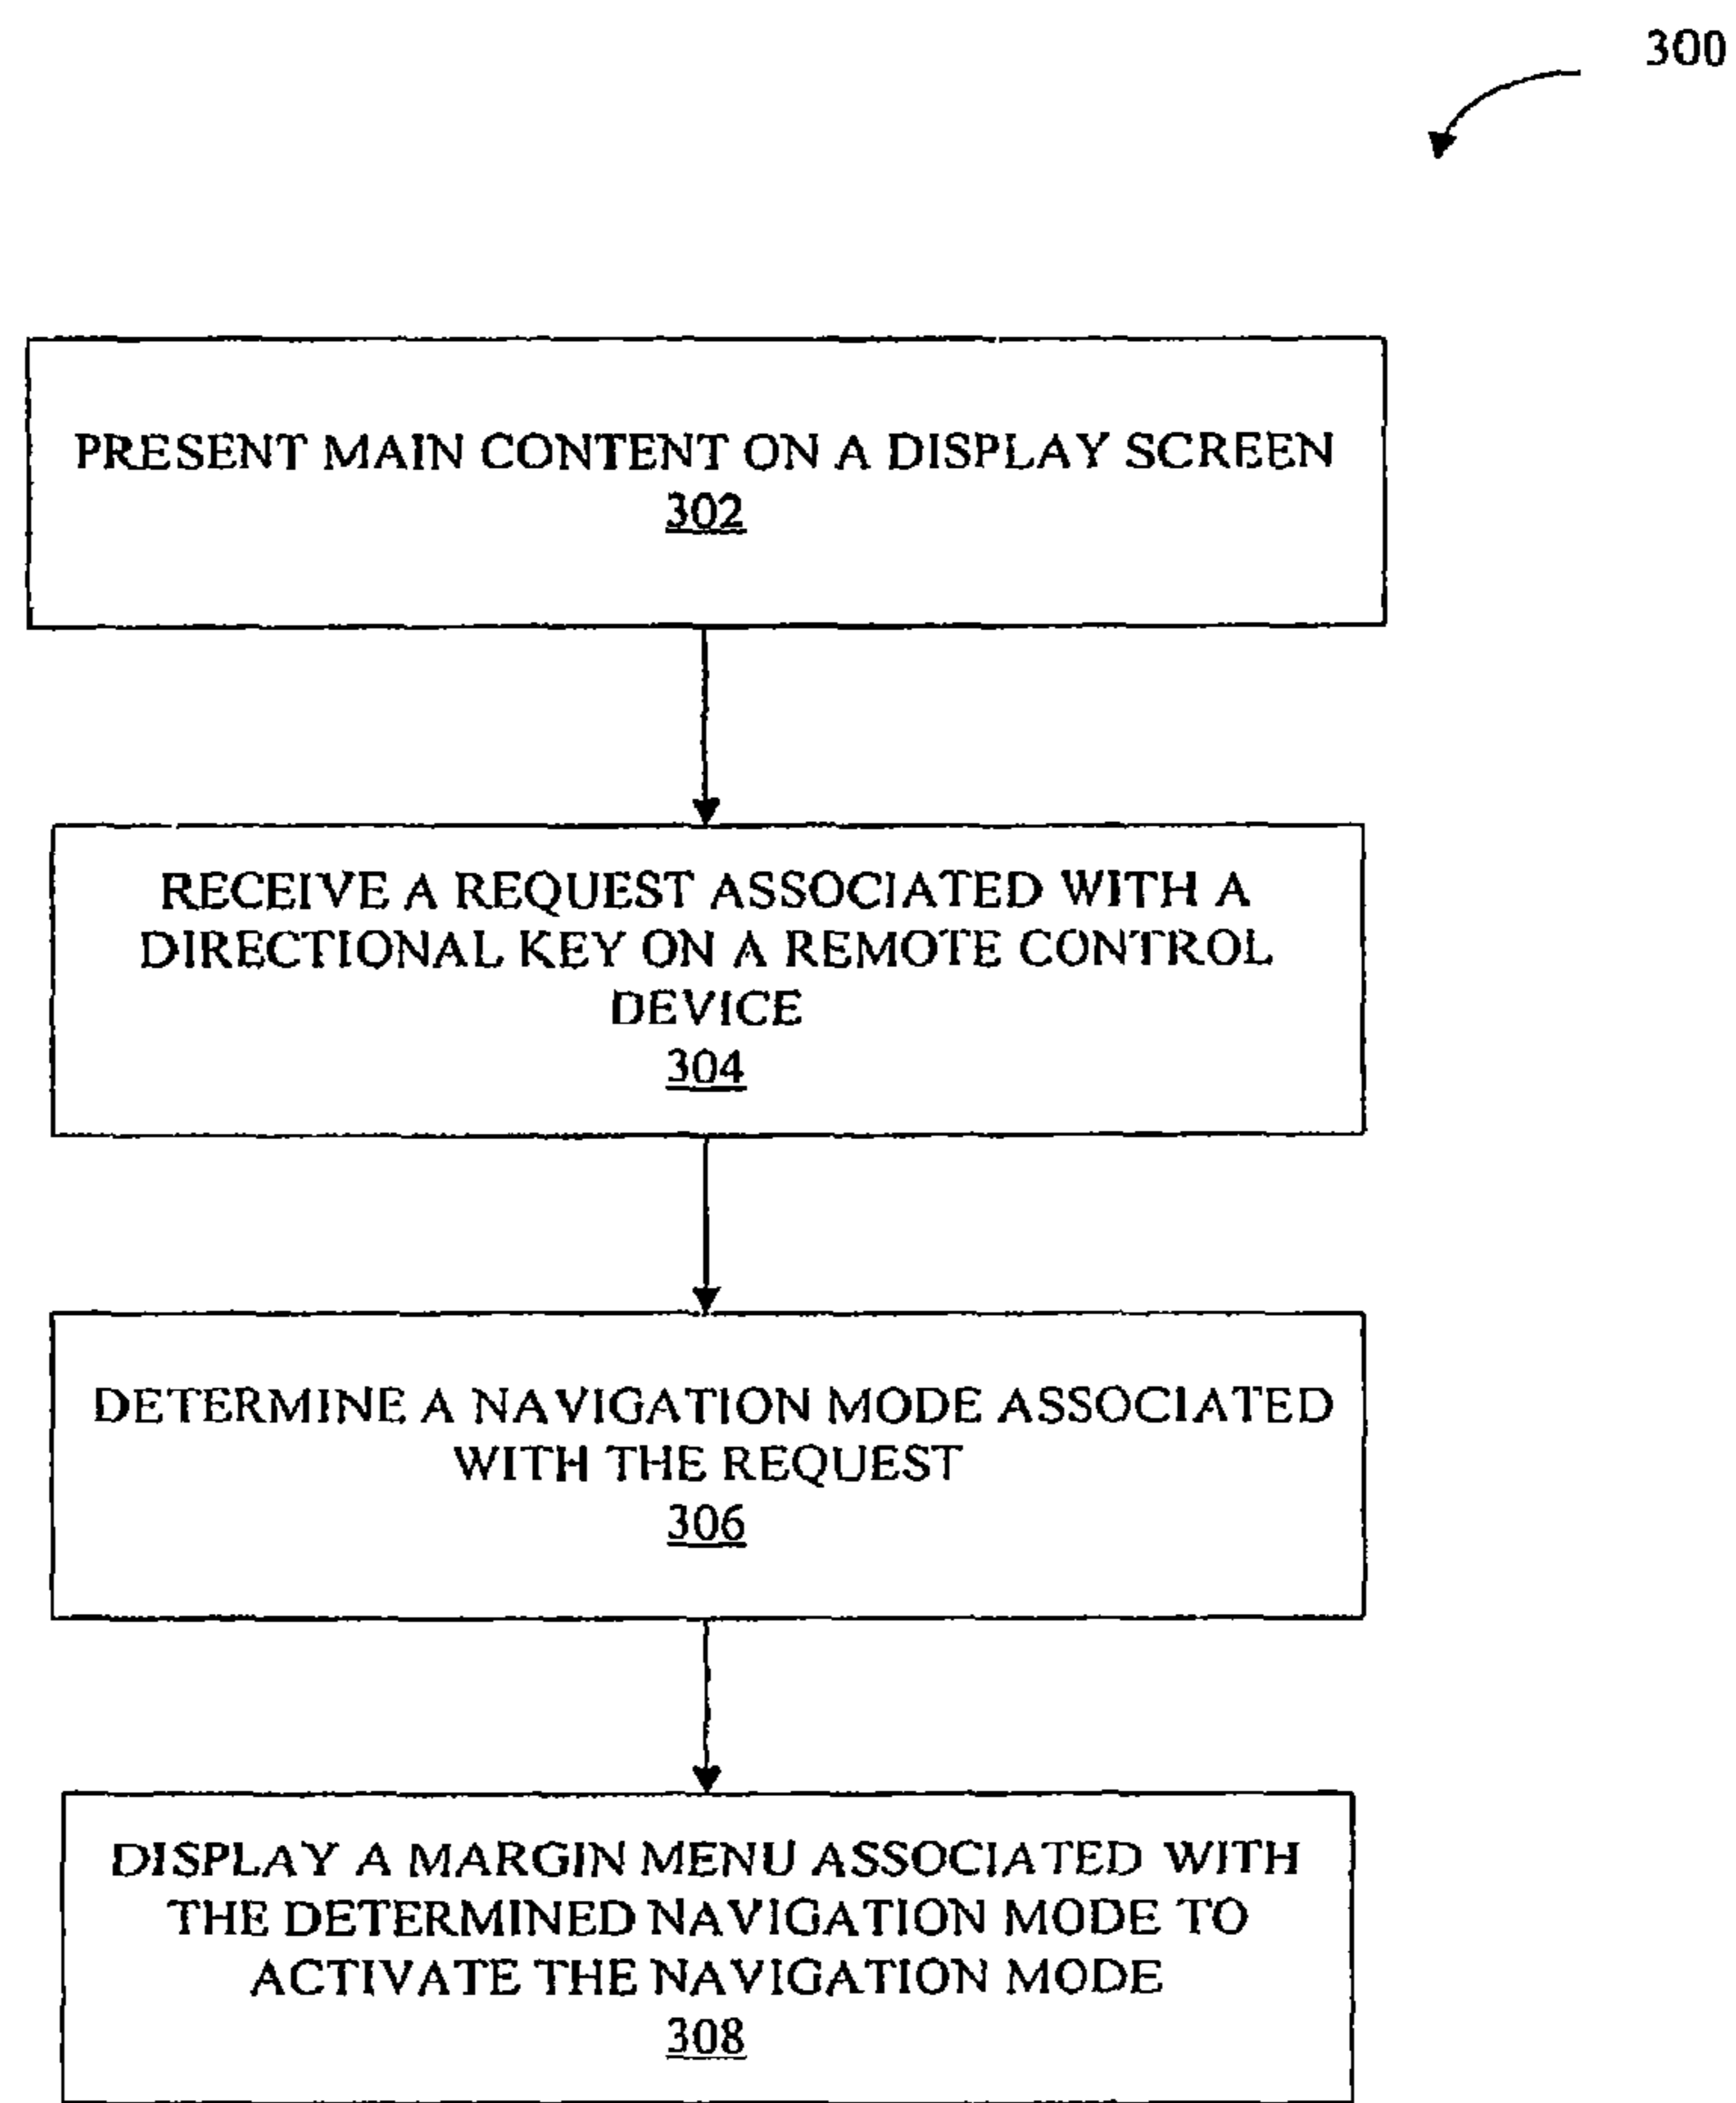 300
PRESENT MAIN CONTENT ON A DISPLAY SCREEN
302
RECEIVE A REQUEST ASSOCIATED WITH A
DIRECTIONAL KEY ON A REMOTE CONTROL
DEVICE
304
DETERMINE A NAVIGATION MODE ASSOCIATED
WITH THE REQUEST
306
DISPLAY A MARGIN MENU ASSOCIATED WITH
THE DETERMINED NAVIGATION MODE TO
ACTIVATE THE NAVIGATION MODE
308